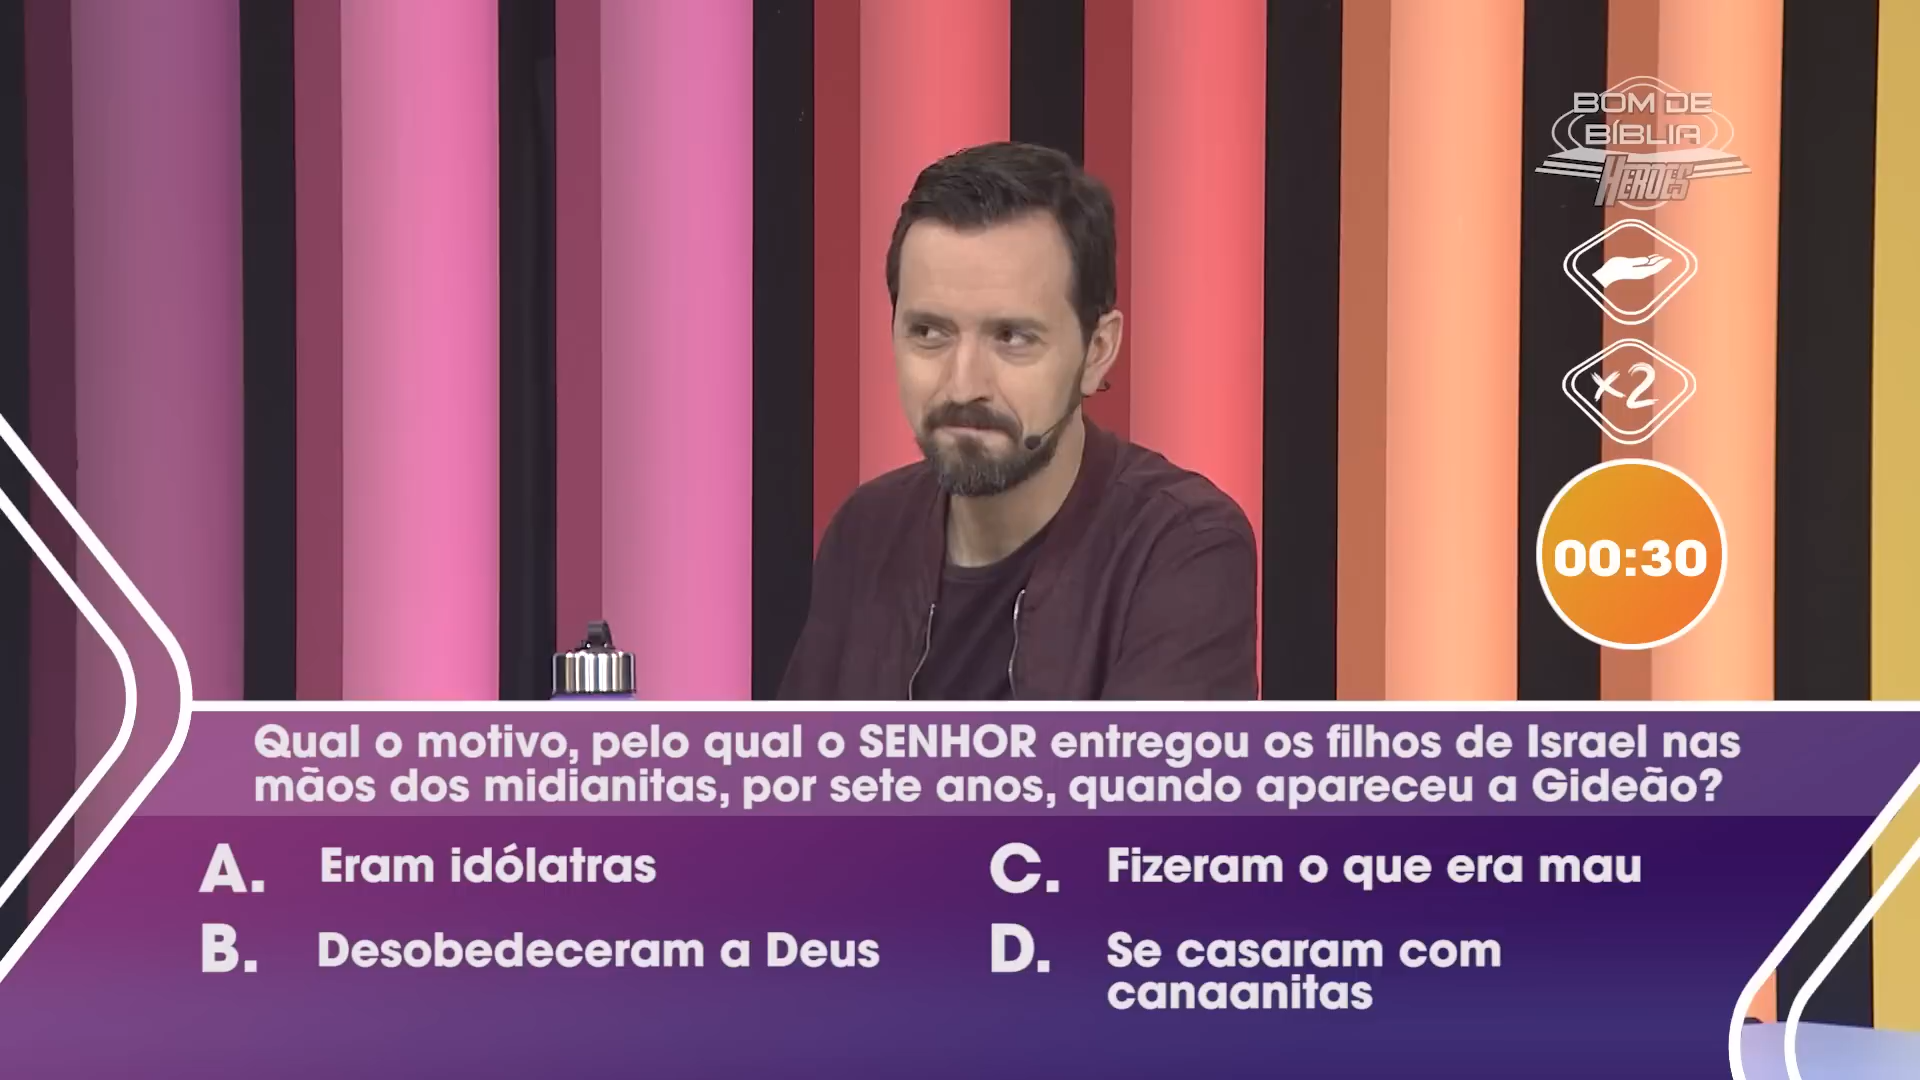 BOM DE
BÍBLIA
HEROES
×2
00:30
Qual o motivo, pelo qual o SENHOR entregou os filhos de Israel nas
mãos dos midianitas, por sete anos, quando apareceu a Gideão?
A. Eram idólatras
C. Fizeram o que era mau
B. Desobedeceram a Deus
D. Se casaram com
canaanitas